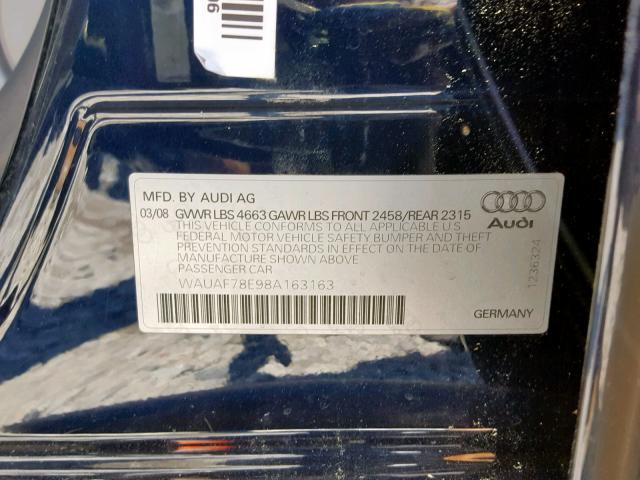 MFD. BY AUDI AG
03/08 GVWR LBS 4663 GAWR LBS FRONT 2458/REAR 2315
THIS VEHICLE CONFORMS TO ALL APPLICABLE U.S
FEDERAL MOTOR VEHICLE SAFETY BUMPER AND THEFT
PREVENTION STANDARDS IN EFFECT ON THE DATE OF
MANUFACTURE SHOWN ABOVE
PASSENGER CAR
WAUAF78E98A163163
Audi
1236324
GERMANY